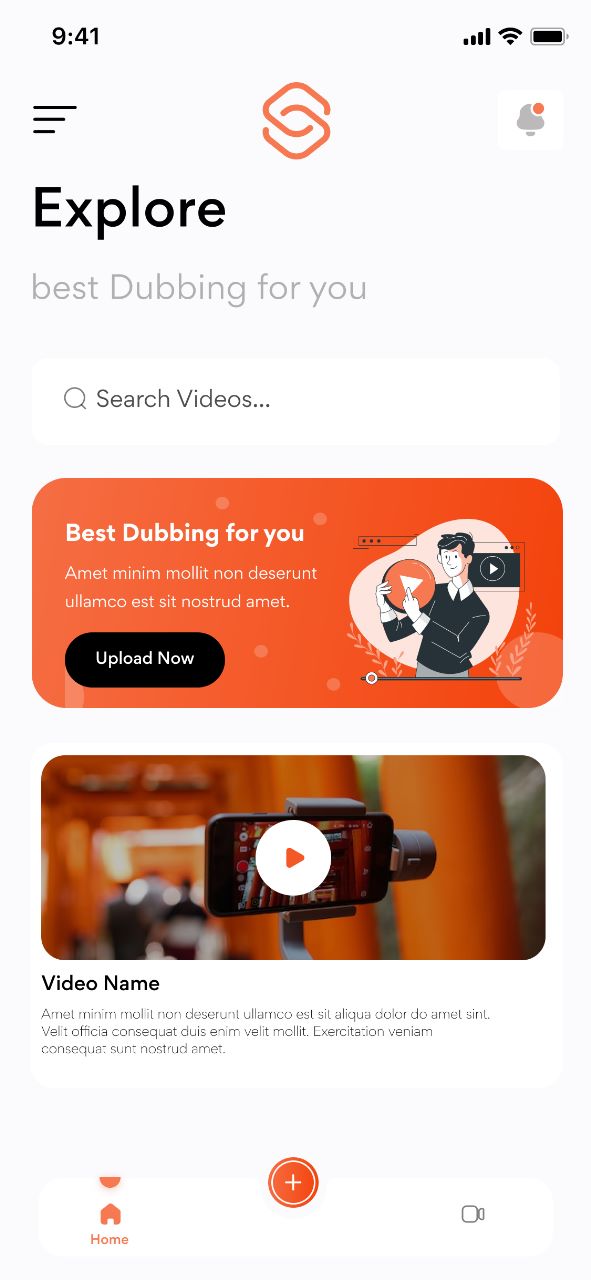 9:41
Explore
best Dubbing for you
Search Videos...
Best Dubbing for you
Amet minim mollit non deserunt
ullamco est sit nostrud amet.
Upload Now
Video Name
Amet minim mollit non deserunt ullamco est sit aliqua dolor do amet sint.
Velit officia consequat duis enim velit mollit. Exercitation veniam
consequat sunt nostrud amet.
Home